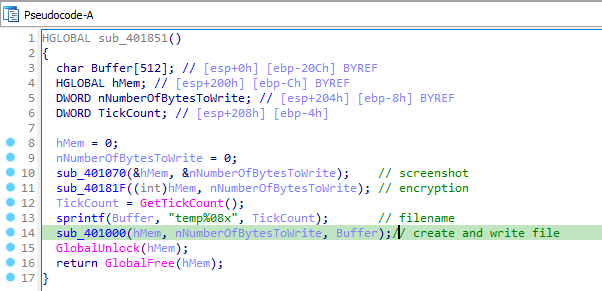 Pseudocode-A
1 HGLOBAL sub_401851()
2 {
3 char Buffer[512]; // [esp+0h] [ebp-20Ch] BYREF
4 HGLOBAL hMem; // [esp+200h] [ebp-Ch] BYREF
5 DWORD nNumberOfBytesToWrite; // [esp+204h] [ebp-8h] BYREF
6 DWORD TickCount; // [esp+208h] [ebp-4h]
7
8 hMem = 0;
9 nNumberOfBytesToWrite = 0;
10 sub_401070(&hMem, &nNumberOfBytesToWrite); // screenshot
11 sub_40181F((int)hMem, nNumberOfBytesToWrite); // encryption
12 TickCount = GetTickCount();
13 sprintf(Buffer, "temp%08x", TickCount); // filename
14 sub_401000(hMem, nNumberOfBytesToWrite, Buffer);// create and write file
15 GlobalUnlock(hMem);
16 return GlobalFree(hMem);
17 }